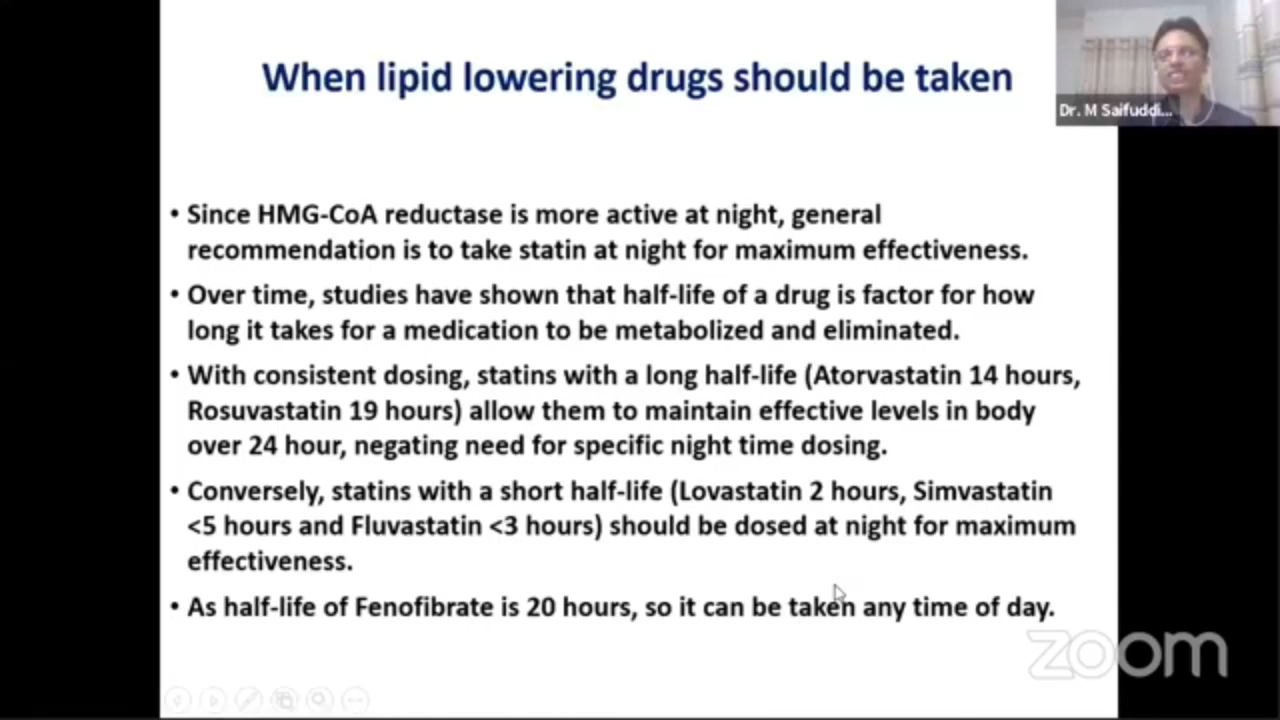 When lipid lowering drugs should be taken
Dr. M Saifuddi...
• Since HMG-CoA reductase is more active at night, general
recommendation is to take statin at night for maximum effectiveness.
• Over time, studies have shown that half-life of a drug is factor for how
long it takes for a medication to be metabolized and eliminated.
• With consistent dosing, statins with a long half-life (Atorvastatin 14 hours,
Rosuvastatin 19 hours) allow them to maintain effective levels in body
over 24 hour, negating need for specific night time dosing.
• Conversely, statins with a short half-life (Lovastatin 2 hours, Simvastatin
<5 hours and Fluvastatin <3 hours) should be dosed at night for maximum
effectiveness.
• As half-life of Fenofibrate is 20 hours, so it can be taken any time of day.
zoom